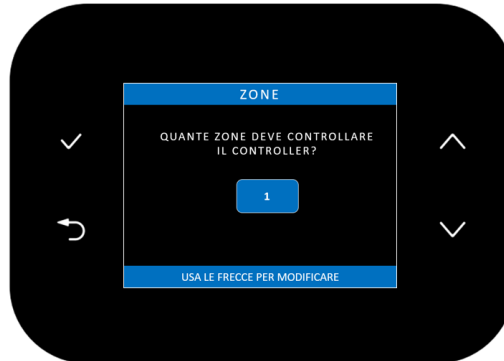 ZONE
QUANTE ZONE DEVE CONTROLLARE
IL CONTROLLER?
1
USA LE FRECCE PER MODIFICARE